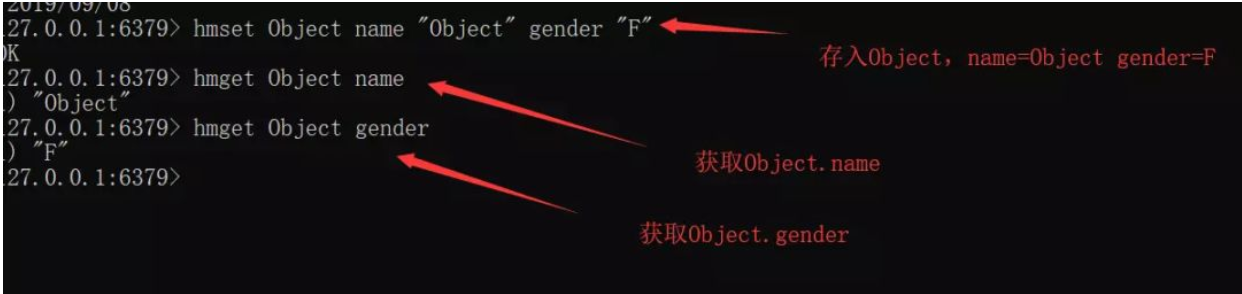 2019/09/08
27.0.0.1:6379> hmset Object name "Object" gender "F"
存入Object，name=Object gender=F
OK
27.0.0.1:6379> hmget Object name
) "Object"
27.0.0.1:6379> hmget Object gender
) "F"
获取Object.name
27.0.0.1:6379>
获取Object.gender